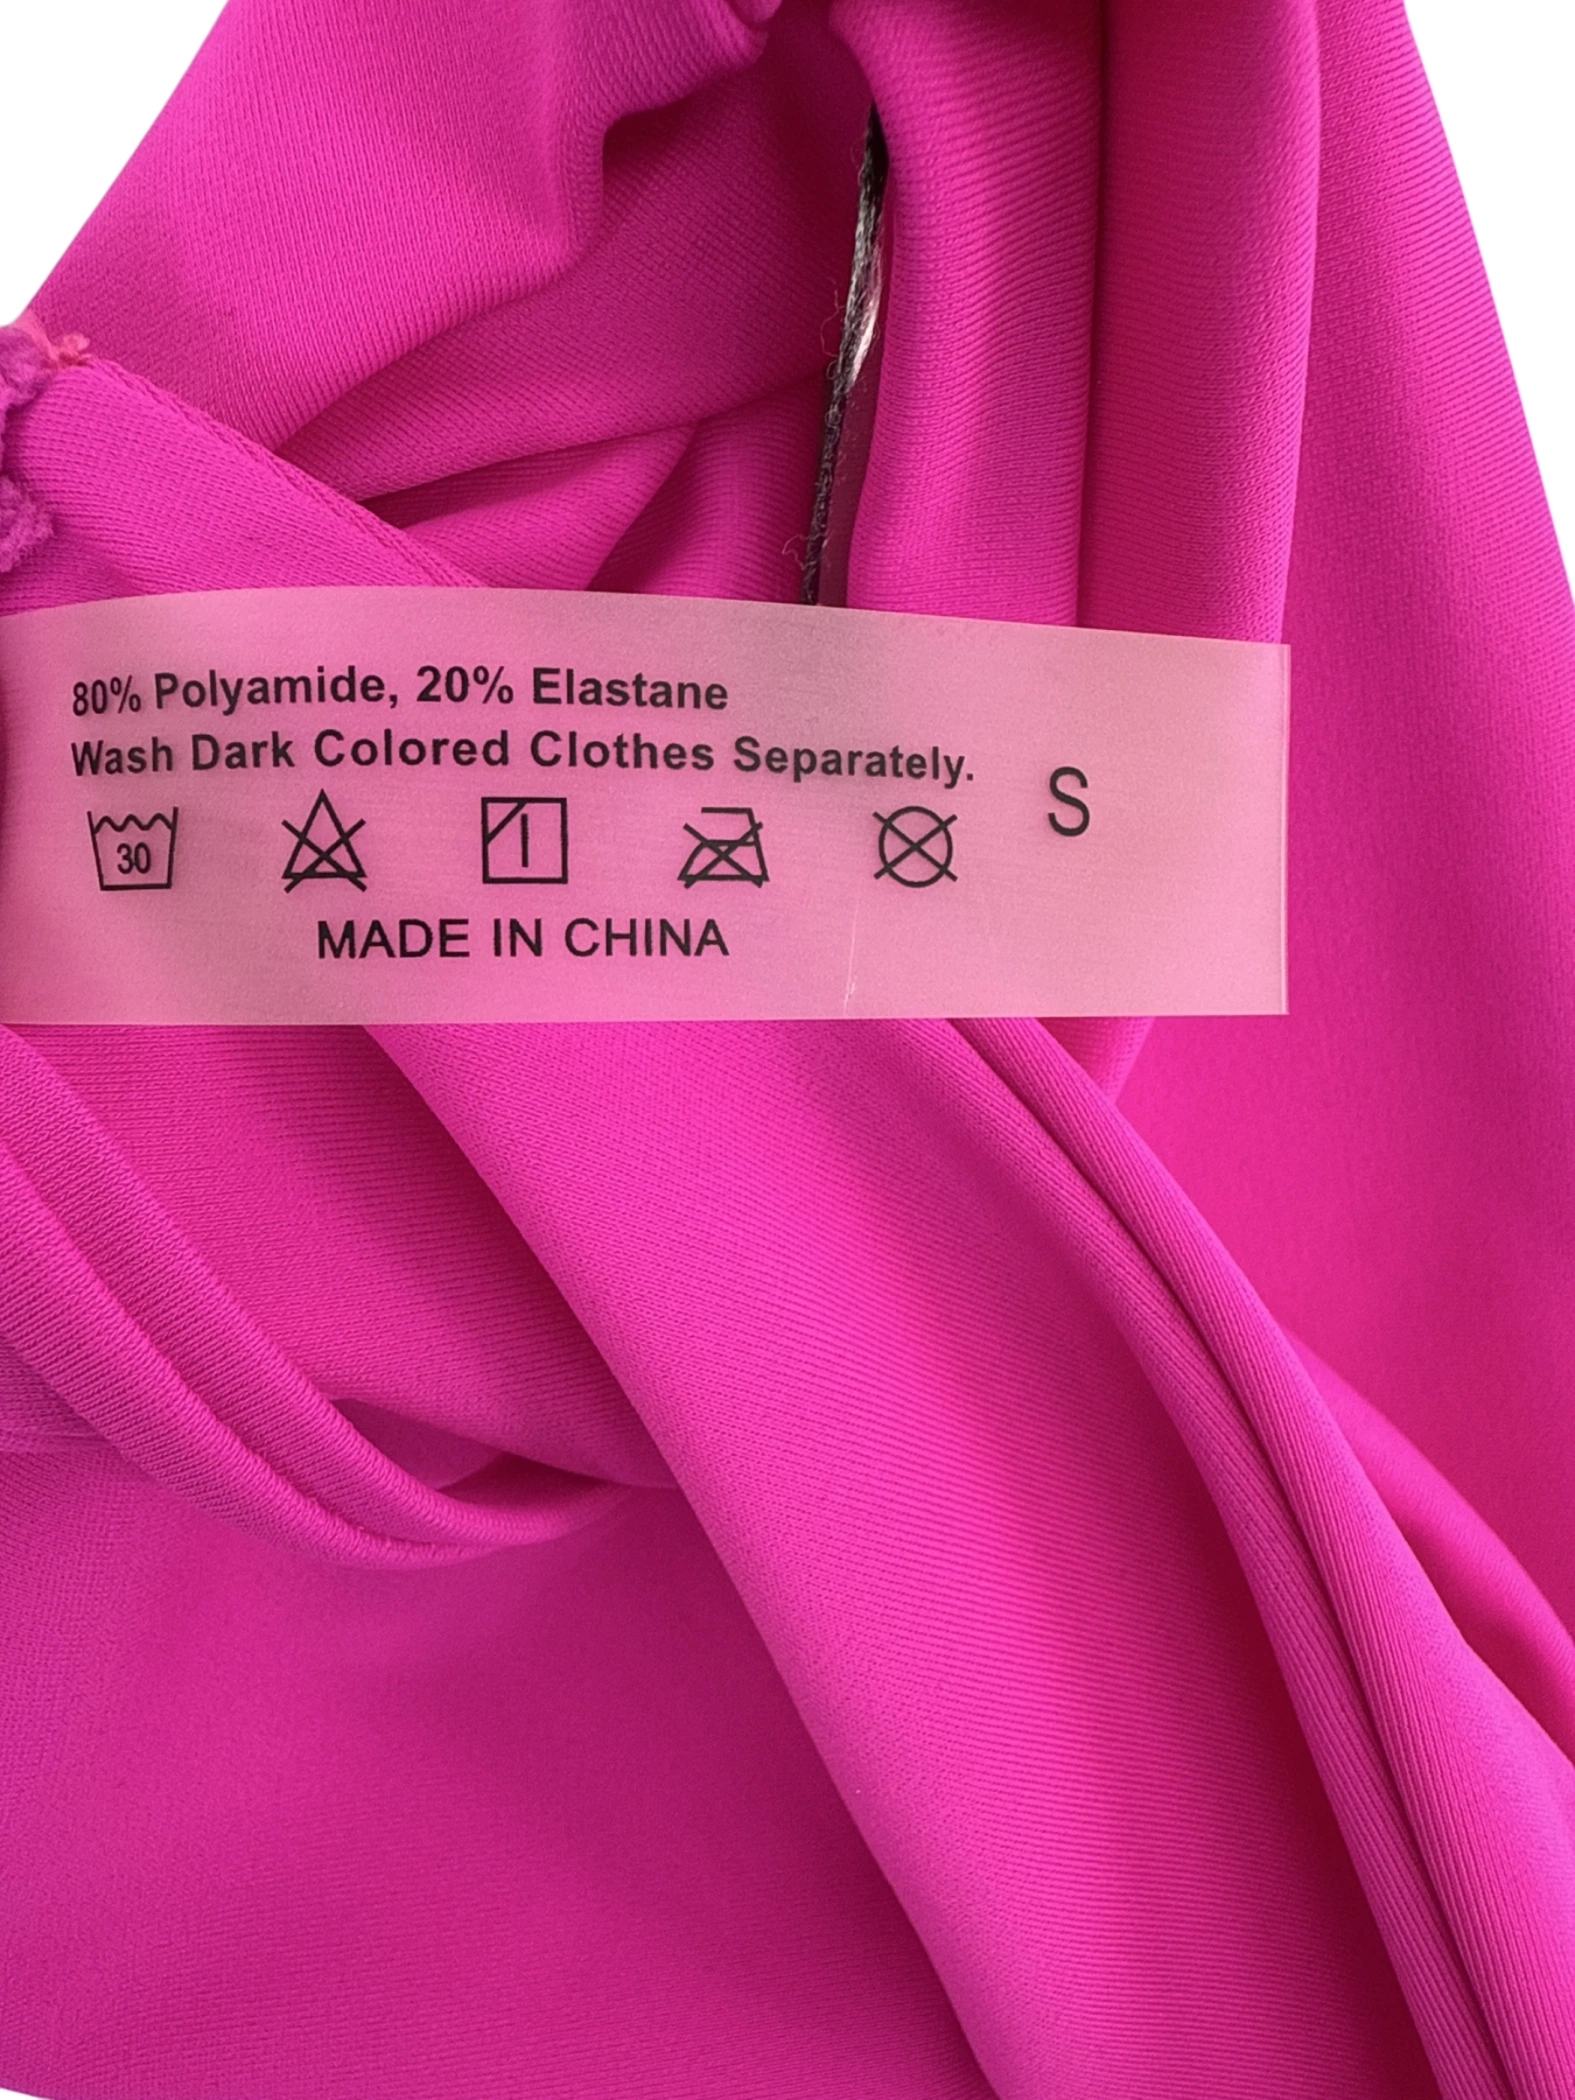 80% Polyamide, 20% Elastane
Wash Dark Colored Clothes Separately.
30
S
MADE IN CHINA